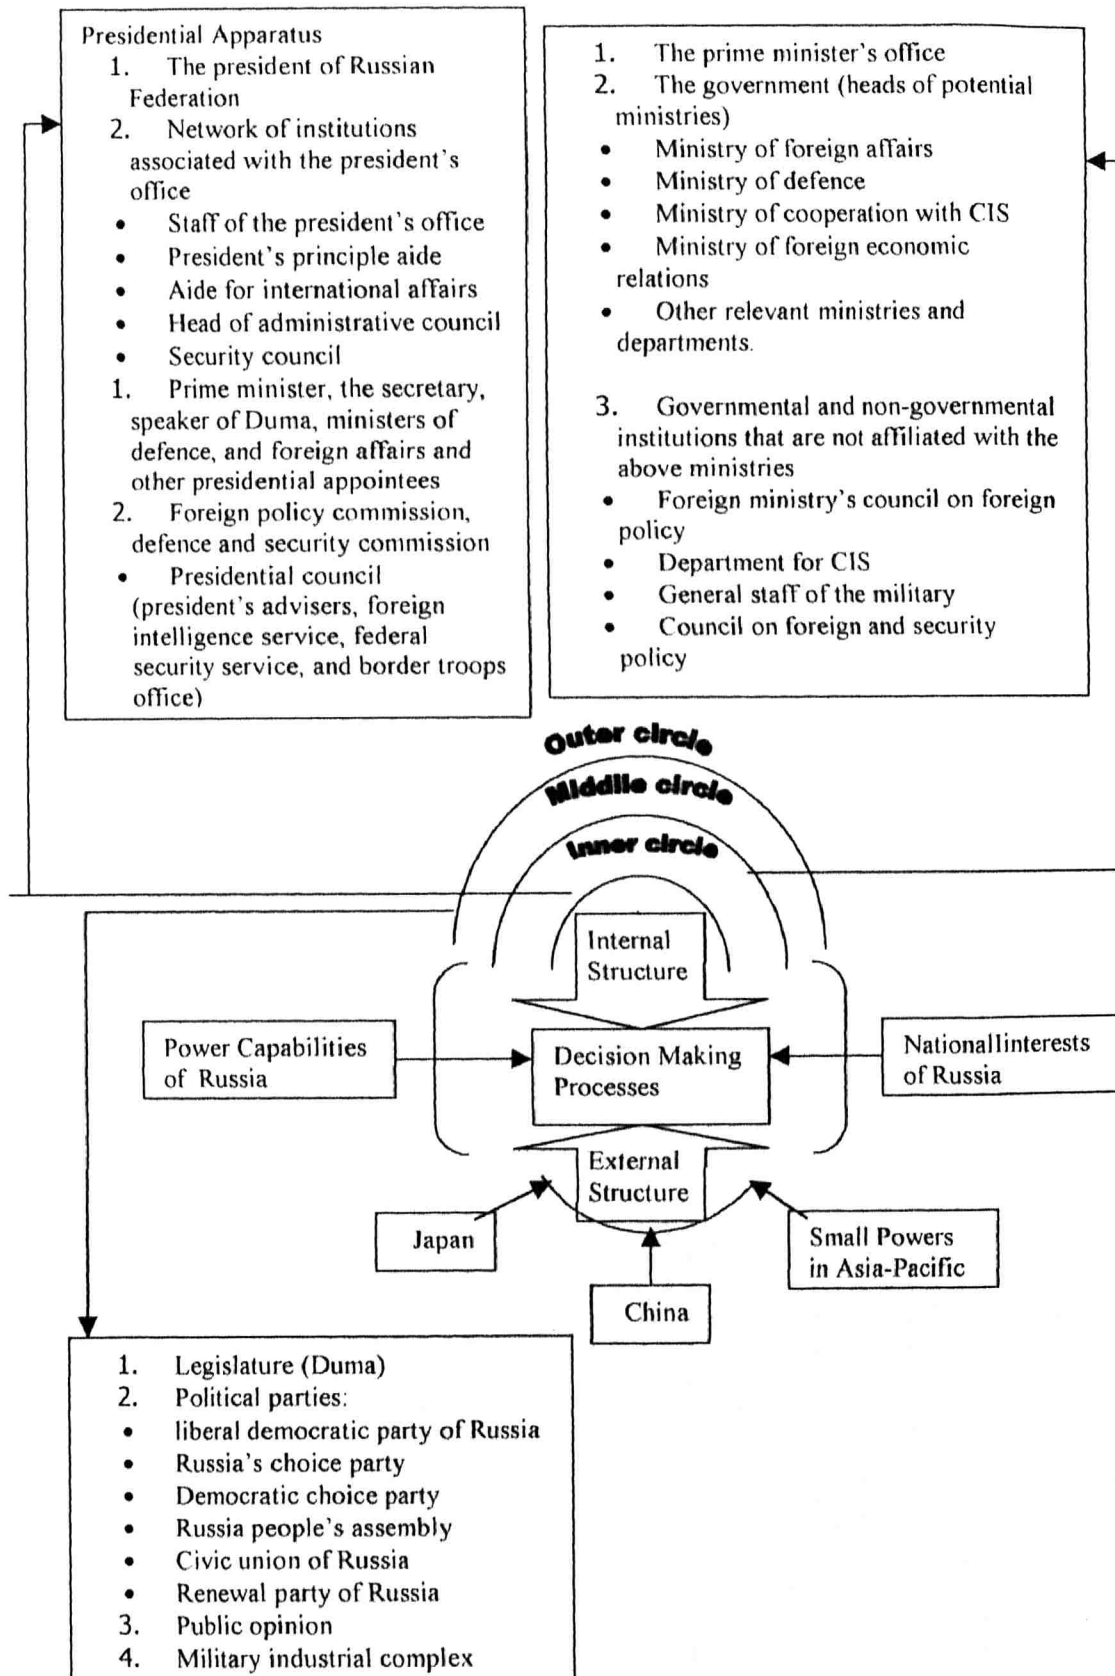 Presidential Apparatus
1. The president of Russian
Federation
2. Network of institutions
associated with the president's
office
• Staff of the president's office
• President's principle aide
• Aide for international affairs
• Head of administrative council
• Security council
1. Prime minister, the secretary,
speaker of Duma, ministers of
defence, and foreign affairs and
other presidential appointees
2. Foreign policy commission,
defence and security commission
• Presidential council
(president's advisers, foreign
intelligence service, federal
security service, and border troops
office)
1. The prime minister's office
2. The government (heads of potential
ministries)
• Ministry of foreign affairs
• Ministry of defence
• Ministry of cooperation with CIS
• Ministry of foreign economic
relations
• Other relevant ministries and
departments.
3. Governmental and non-governmental
institutions that are not affiliated with the
above ministries
• Foreign ministry's council on foreign
policy
• Department for CIS
• General staff of the military
• Council on foreign and security
policy
Outer circle
Middile circle
Inner circle
Internal
Structure
Power Capabilities
of Russia
Decision Making
Processes
Nationallinterests
of Russia
External
Structure
Japan
China
Small Powers
in Asia-Pacific
1. Legislature (Duma)
2. Political parties:
• liberal democratic party of Russia
• Russia's choice party
• Democratic choice party
• Russia people's assembly
• Civic union of Russia
• Renewal party of Russia
3. Public opinion
4. Military industrial complex